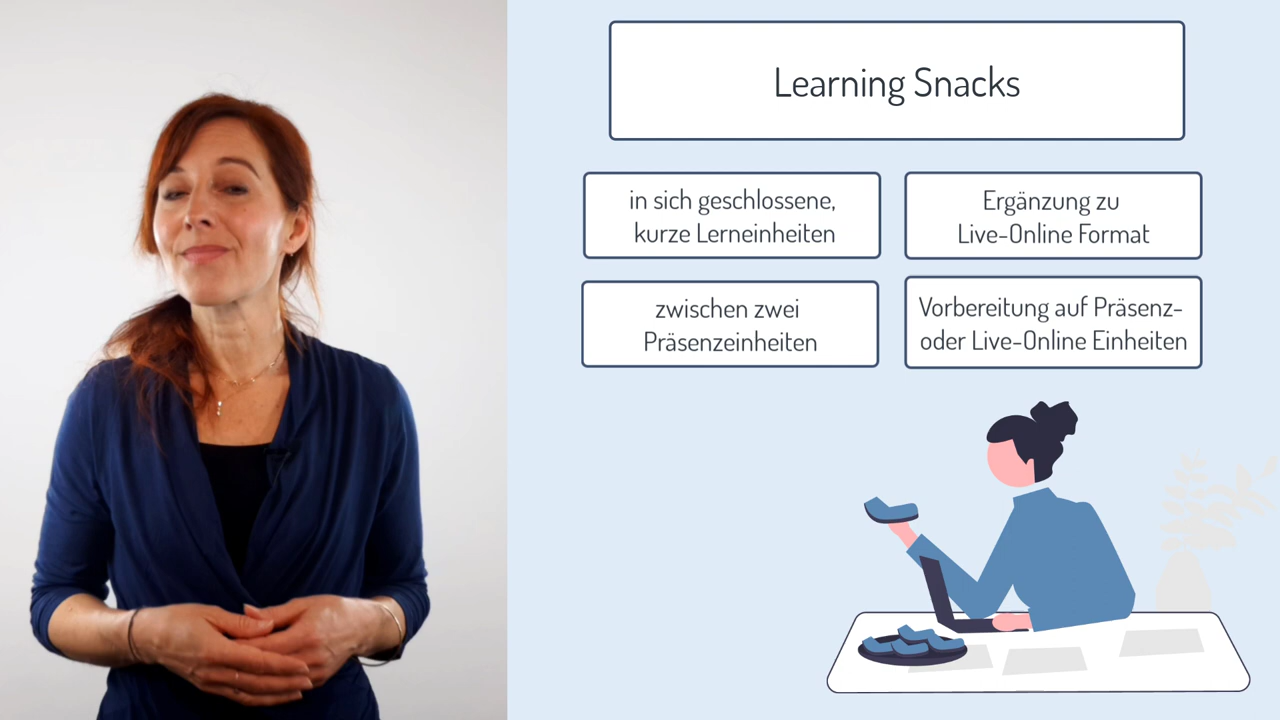 Learning Snacks
in sich geschlossene,
kurze Lerneinheiten
Ergänzung zu
Live-Online Format
zwischen zwei
Präsenzeinheiten
Vorbereitung auf Präsenz-
oder Live-Online Einheiten